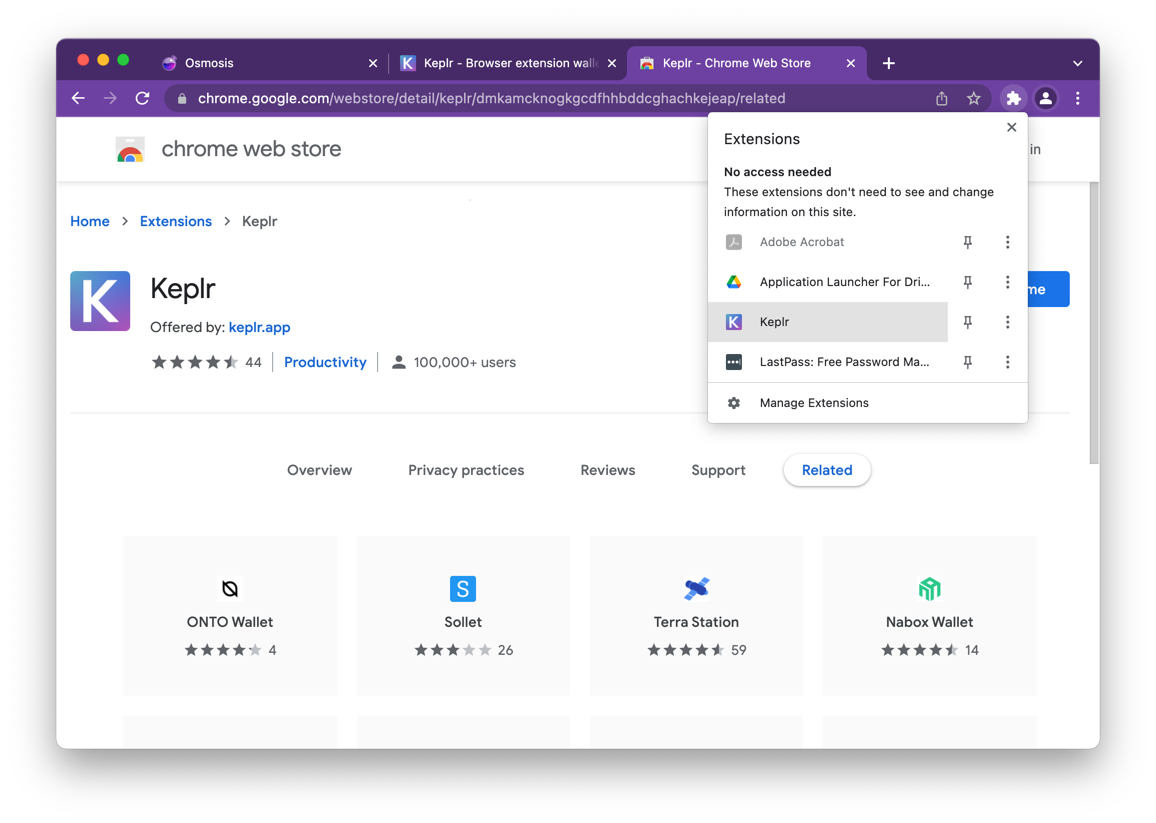 Osmosis
Keplr - Browser extension walle
Keplr - Chrome Web Store
chrome.google.com/webstore/detail/keplr/dmkamcknogkgcdfhhbddcghachkejeap/related
chrome web store
in
Extensions
No access needed
These extensions don't need to see and change
information on this site.
Adobe Acrobat
Application Launcher For Dri...
Keplr
LastPass: Free Password Ma...
Manage Extensions
Home
Extensions
Keplr
K
Keplr
me
Offered by: keplr.app
44
Productivity
100,000+ users
Overview
Privacy practices
Reviews
Support
Related
ONTO Wallet
4
S
Sollet
26
Terra Station
59
Nabox Wallet
14